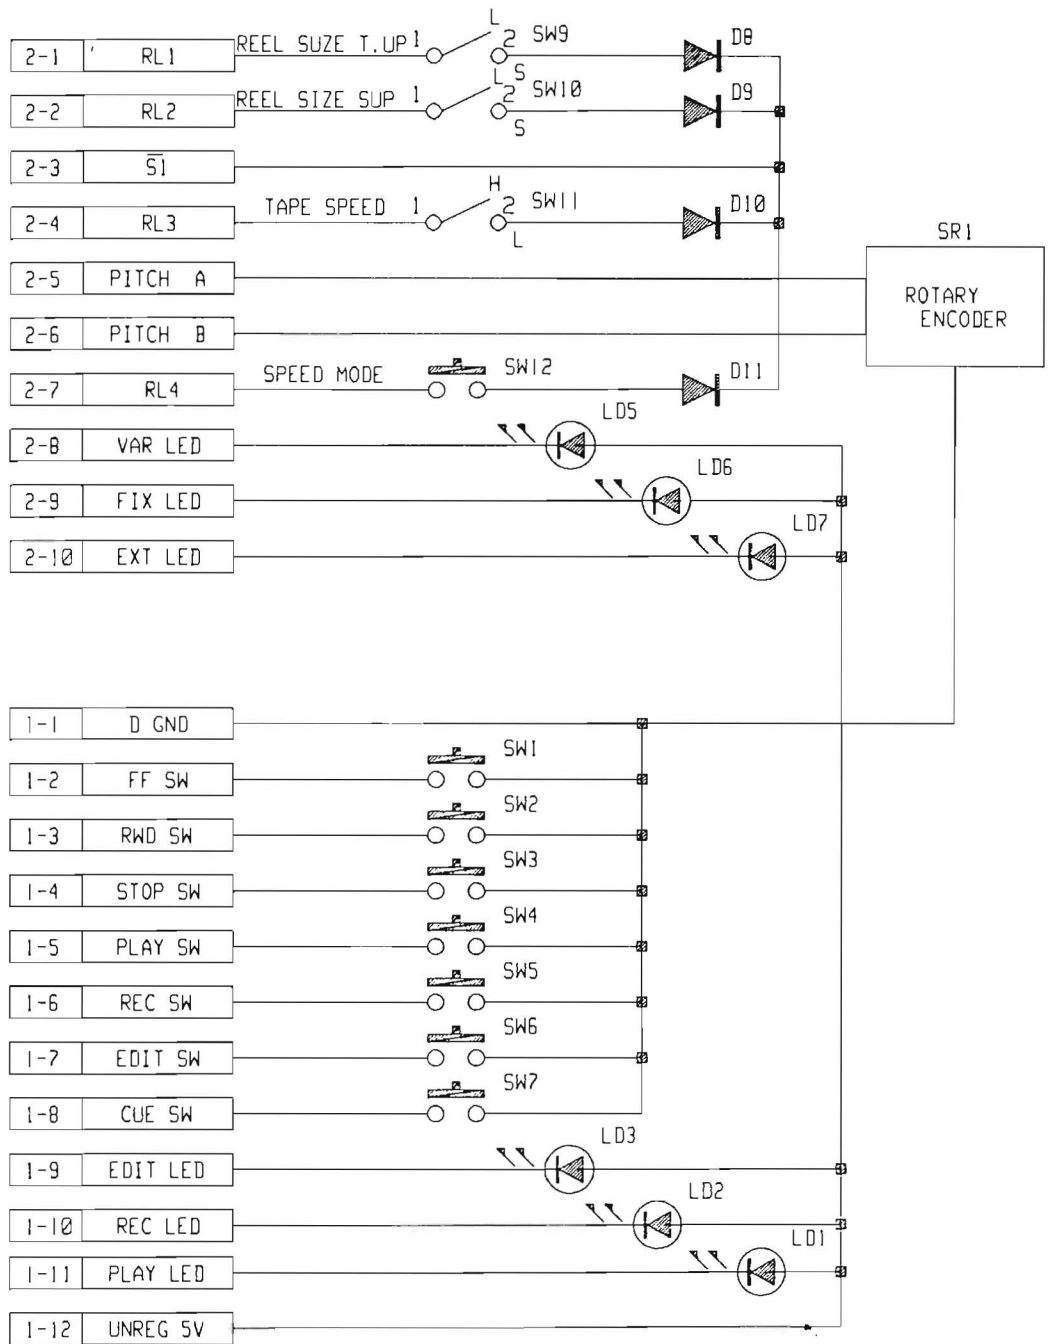 2-1 RL1 REEL SUZE T.UP 1 L 2 S SW9 D8
2-2 RL2 REEL SIZE SUP 1 L 2 S SW10 D9
2-3 S̅1̅
2-4 RL3 TAPE SPEED 1 H 2 L SW11 D10
2-5 PITCH A
2-6 PITCH B
SR1
ROTARY
ENCODER
2-7 RL4 SPEED MODE SW12 D11
2-8 VAR LED LD5
2-9 FIX LED LD6
2-10 EXT LED LD7
1-1 D GND
1-2 FF SW SW1
1-3 RWD SW SW2
1-4 STOP SW SW3
1-5 PLAY SW SW4
1-6 REC SW SW5
1-7 EDIT SW SW6
1-8 CUE SW SW7
1-9 EDIT LED LD3
1-10 REC LED LD2
1-11 PLAY LED LD1
1-12 UNREG 5V